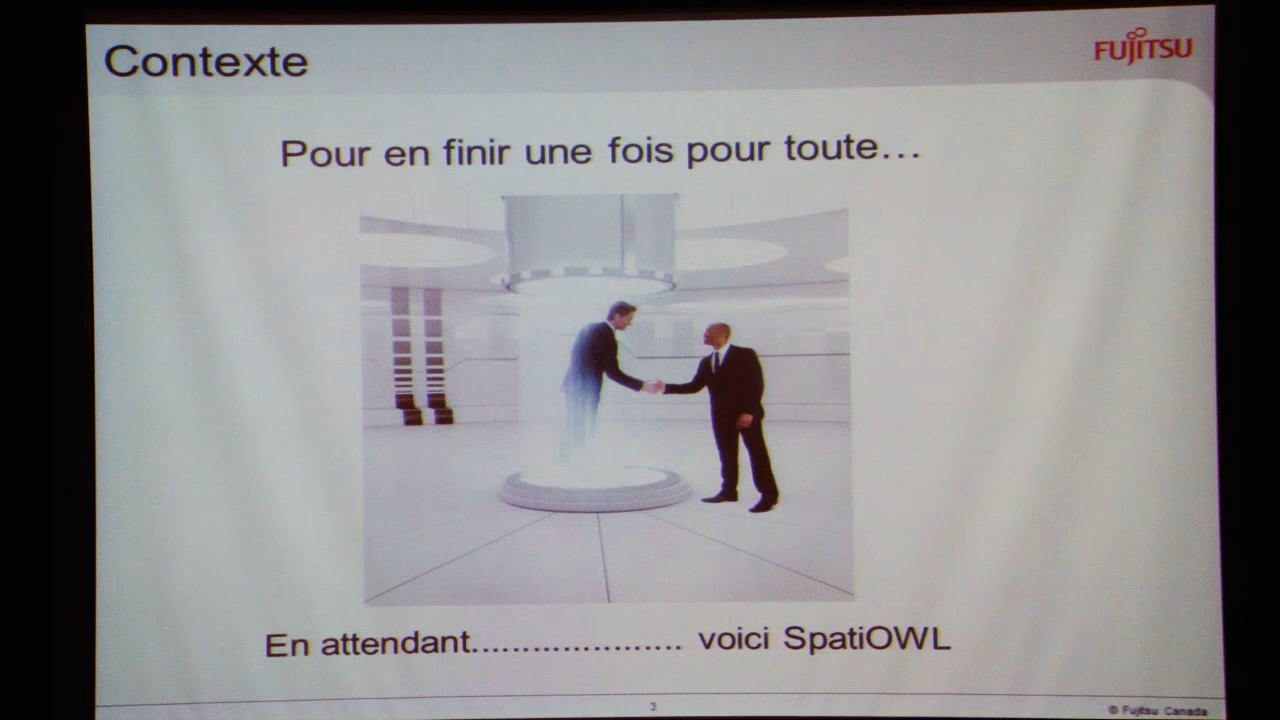 Contexte
FUJITSU
Pour en finir une fois pour toute…
En attendant..................... voici SpatiOWL
3
© Fujitsu Canada